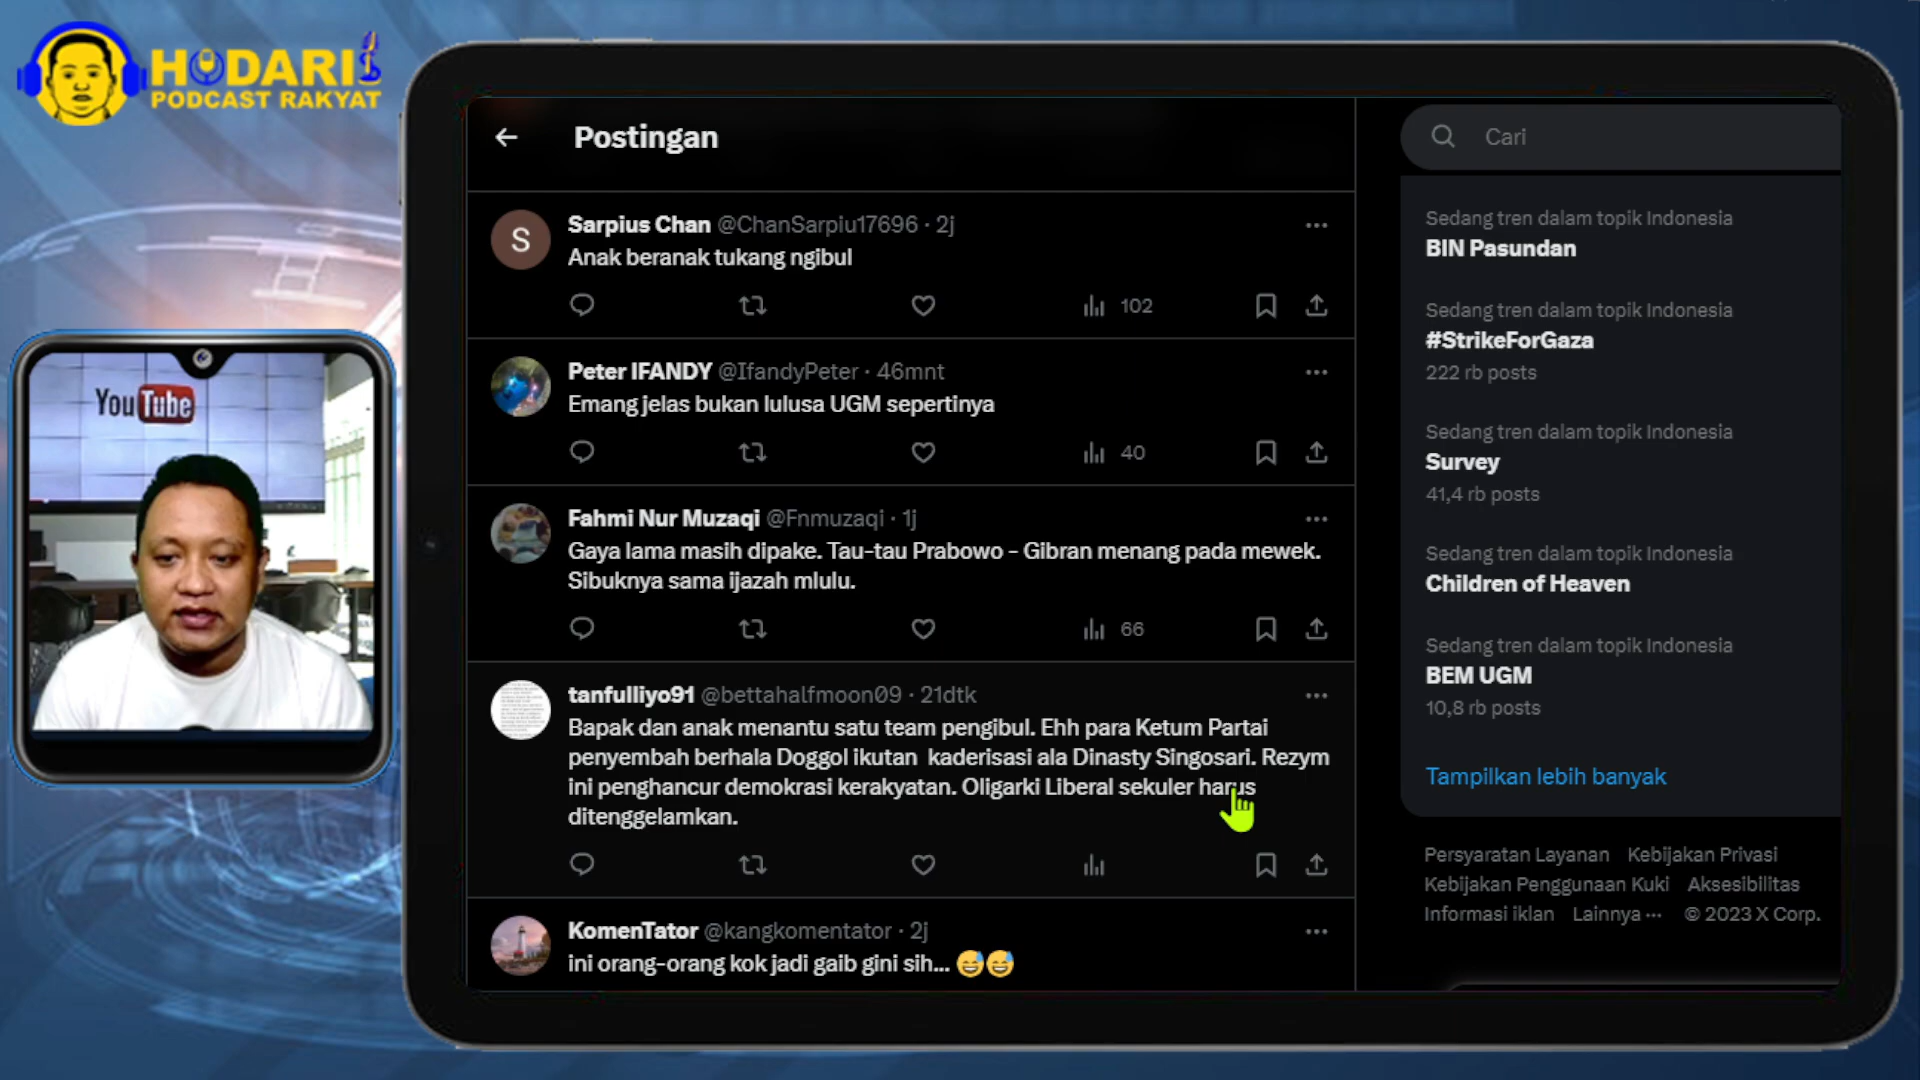 HODARI
PODCAST RAKYAT
YouTube
Postingan
Cari
Sarpius Chan @ChanSarpiu17696 · 2j
Anak beranak tukang ngibul
102
Peter IFANDY @IfandyPeter · 46mnt
Emang jelas bukan lulusa UGM sepertinya
40
Fahmi Nur Muzaqi @Fnmuzaqi · 1j
Gaya lama masih dipake. Tau-tau Prabowo - Gibran menang pada mewek.
Sibuknya sama ijazah mlulu.
66
tanfulliyo91 @bettahalfmoon09 · 21dtk
Bapak dan anak menantu satu team pengibul. Ehh para Ketum Partai
penyembah berhala Doggol ikutan kaderisasi ala Dinasty Singosari. Rezym
ini penghancur demokrasi kerakyatan. Oligarki Liberal sekuler harus
ditenggelamkan.
KomenTator @kangkomentator · 2j
ini orang-orang kok jadi gaib gini sih... 😅😅
Sedang tren dalam topik Indonesia
BIN Pasundan
Sedang tren dalam topik Indonesia
#StrikeForGaza
222 rb posts
Sedang tren dalam topik Indonesia
Survey
41,4 rb posts
Sedang tren dalam topik Indonesia
Children of Heaven
Sedang tren dalam topik Indonesia
BEM UGM
10,8 rb posts
Tampilkan lebih banyak
Persyaratan Layanan Kebijakan Privasi
Kebijakan Penggunaan Kuki Aksesibilitas
Informasi iklan Lainnya ··· © 2023 X Corp.
S